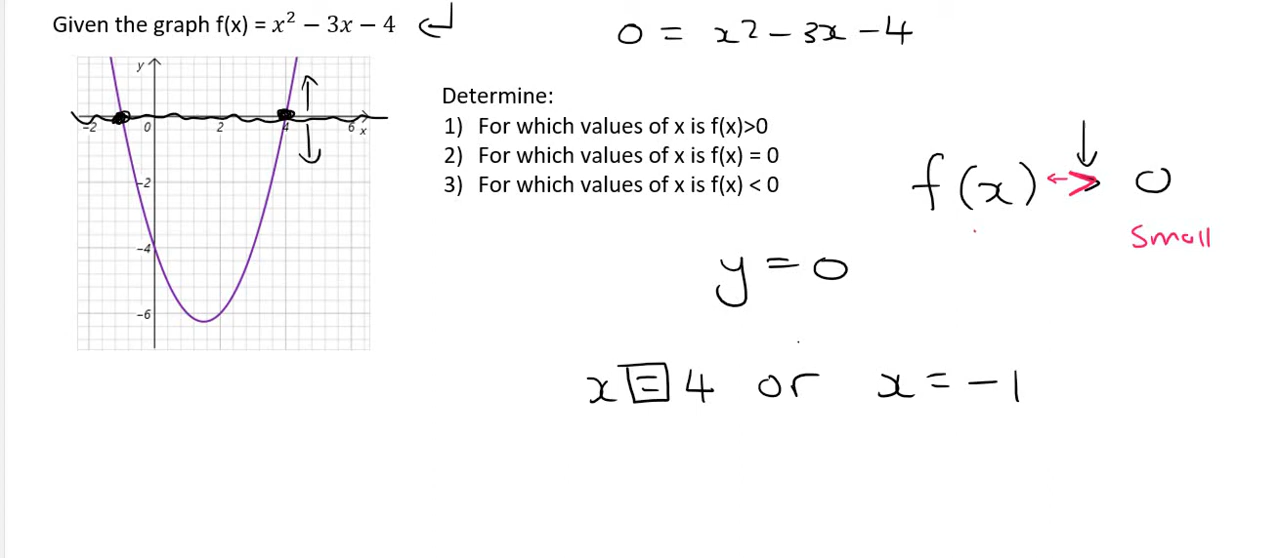 Given the graph f(x) = x² − 3x − 4
0 = x2 − 3x − 4
y
−2 0 2 4 6 x
−2
−4
−6
Determine:
1) For which values of x is f(x)>0
2) For which values of x is f(x) = 0
3) For which values of x is f(x) < 0
f(x) > 0
Small
y = 0
x = 4 or x = −1